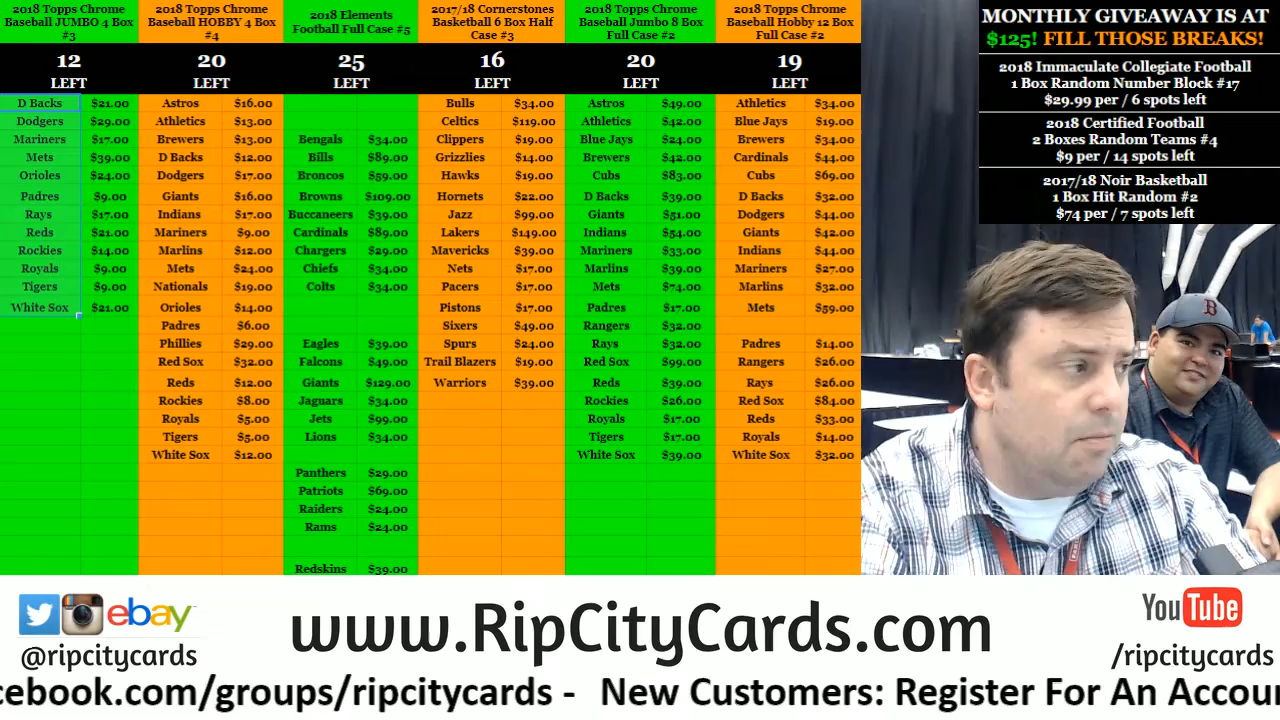 2018 Topps Chrome
Baseball JUMBO 4 Box
#3
12
LEFT
D Backs $21.00
Dodgers $29.00
Mariners $17.00
Mets $39.00
Orioles $24.00
Padres $9.00
Rays $17.00
Reds $21.00
Rockies $14.00
Royals $9.00
Tigers $9.00
White Sox $21.00
2018 Topps Chrome
Baseball HOBBY 4 Box
#4
20
LEFT
Astros $16.00
Athletics $13.00
Brewers $13.00
D Backs $12.00
Dodgers $17.00
Giants $16.00
Indians $17.00
Mariners $9.00
Marlins $12.00
Mets $24.00
Nationals $19.00
Orioles $14.00
Padres $6.00
Phillies $29.00
Red Sox $32.00
Reds $12.00
Rockies $8.00
Royals $5.00
Tigers $5.00
White Sox $12.00
2018 Elements
Football Full Case #5
25
LEFT
Bengals $34.00
Bills $89.00
Broncos $59.00
Browns $109.00
Buccaneers $39.00
Cardinals $89.00
Chargers $29.00
Chiefs $34.00
Colts $34.00
Eagles $39.00
Falcons $49.00
Giants $129.00
Jaguars $34.00
Jets $99.00
Lions $34.00
Panthers $29.00
Patriots $69.00
Raiders $24.00
Rams $24.00
Redskins $39.00
2017/18 Cornerstones
Basketball 6 Box Half
Case #3
16
LEFT
Bulls $34.00
Celtics $119.00
Clippers $19.00
Grizzlies $14.00
Hawks $19.00
Hornets $22.00
Jazz $99.00
Lakers $149.00
Mavericks $39.00
Nets $17.00
Pacers $17.00
Pistons $17.00
Sixers $49.00
Spurs $24.00
Trail Blazers $19.00
Warriors $39.00
2018 Topps Chrome
Baseball Jumbo 8 Box
Full Case #2
20
LEFT
Astros $49.00
Athletics $42.00
Blue Jays $24.00
Brewers $42.00
Cubs $83.00
D Backs $39.00
Giants $51.00
Indians $54.00
Mariners $33.00
Marlins $39.00
Mets $74.00
Padres $17.00
Rangers $32.00
Rays $32.00
Red Sox $99.00
Reds $39.00
Rockies $26.00
Royals $17.00
Tigers $17.00
White Sox $39.00
2018 Topps Chrome
Baseball Hobby 12 Box
Full Case #2
19
LEFT
Athletics $34.00
Blue Jays $19.00
Brewers $34.00
Cardinals $44.00
Cubs $69.00
D Backs $32.00
Dodgers $44.00
Giants $42.00
Indians $44.00
Mariners $27.00
Marlins $32.00
Mets $59.00
Padres $14.00
Rangers $26.00
Rays $26.00
Red Sox $84.00
Reds $33.00
Royals $14.00
White Sox $32.00
MONTHLY GIVEAWAY IS AT
$125! FILL THOSE BREAKS!
2018 Immaculate Collegiate Football
1 Box Random Number Block #17
$29.99 per / 6 spots left
2018 Certified Football
2 Boxes Random Teams #4
$9 per / 14 spots left
2017/18 Noir Basketball
1 Box Hit Random #2
$74 per / 7 spots left
B
ebay
@ripcitycards
www.RipCityCards.com
YouTube
/ripcitycards
cebook.com/groups/ripcitycards - New Customers: Register For An Accou